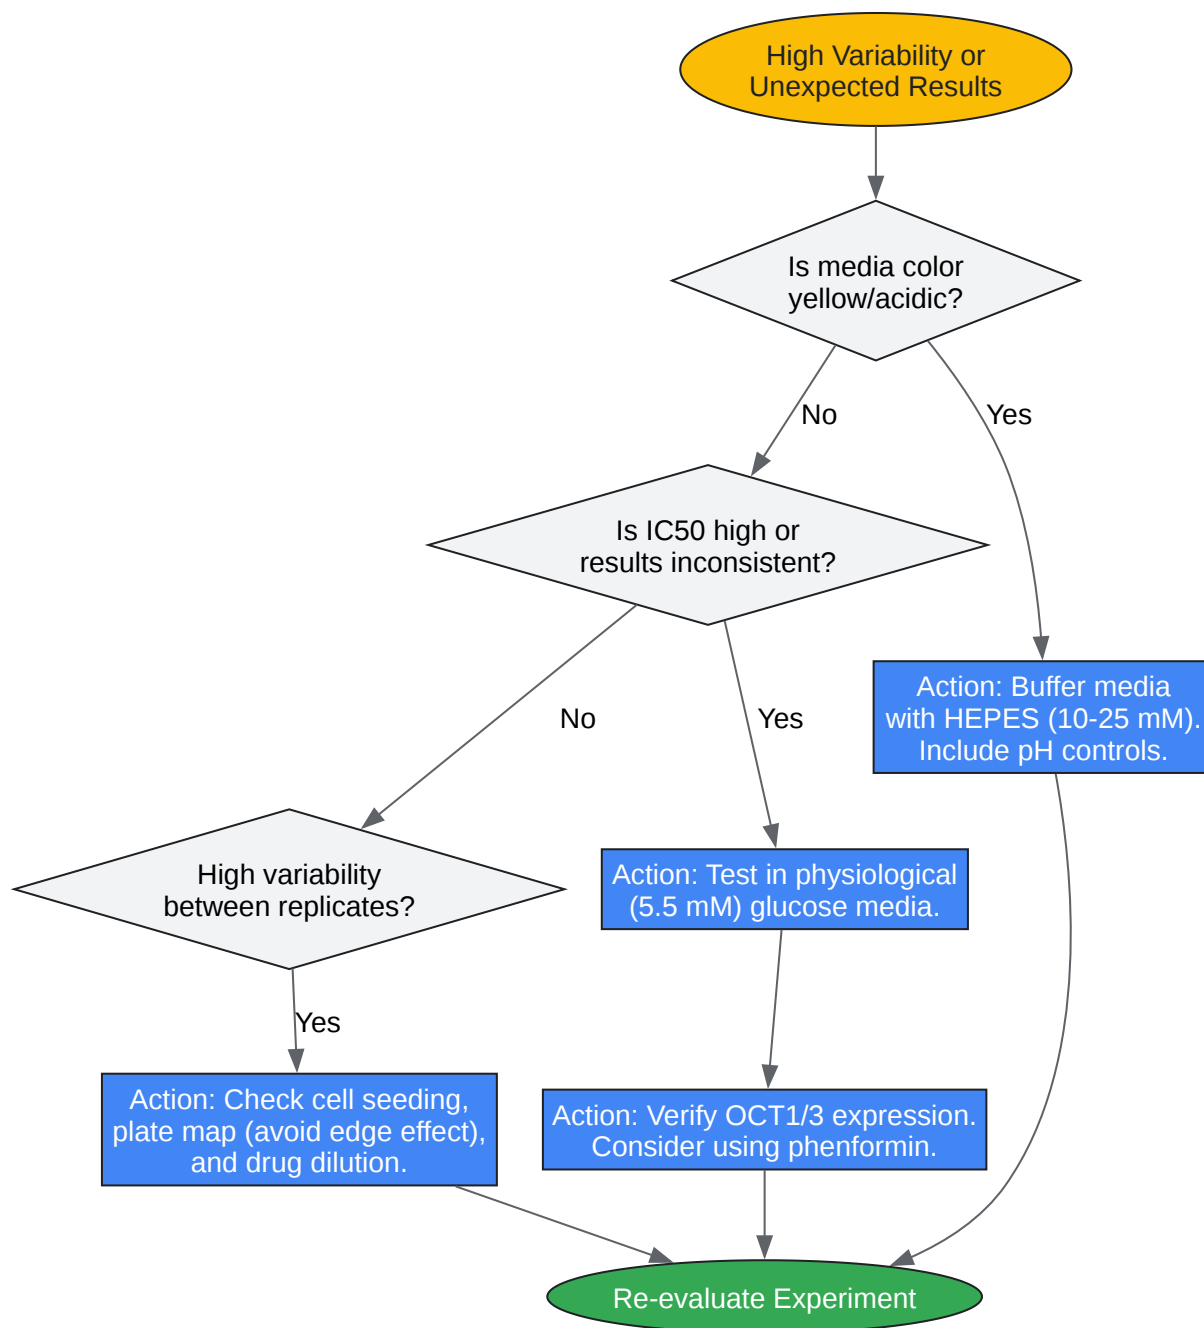 High Variability or
Unexpected Results
Is media color
yellow/acidic?
No
Yes
Is IC50 high or
results inconsistent?
No
Yes
Action: Buffer media
with HEPES (10-25 mM).
Include pH controls.
High variability
between replicates?
Action: Test in physiological
(5.5 mM) glucose media.
Yes
Action: Check cell seeding,
plate map (avoid edge effect),
and drug dilution.
Action: Verify OCT1/3 expression.
Consider using phenformin.
Re-evaluate Experiment